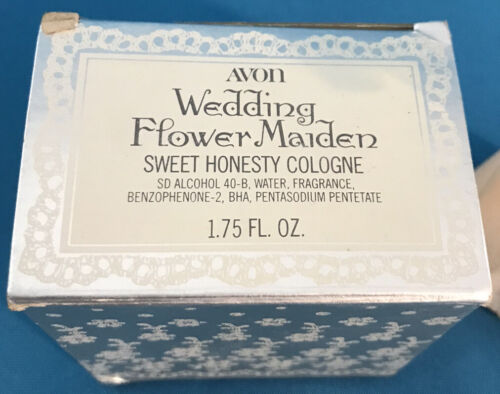 AVON
Wedding
Flower Maiden
SWEET HONESTY COLOGNE
SD ALCOHOL 40-B, WATER, FRAGRANCE,
BENZOPHENONE-2, BHA, PENTASODIUM PENTETATE
1.75 FL. OZ.